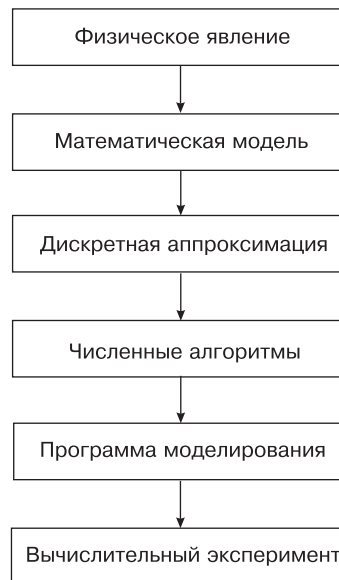 Физическое явление
Математическая модель
Дискретная аппроксимация
Численные алгоритмы
Программа моделирования
Вычислительный эксперимент